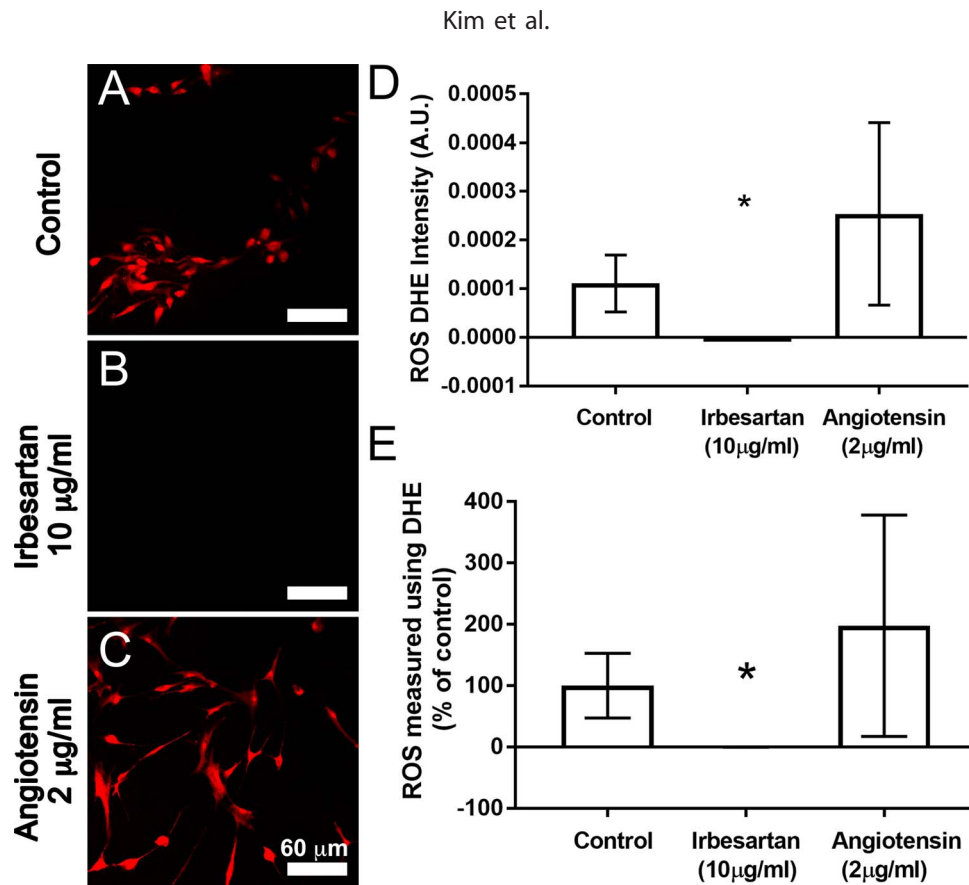 Kim et al.
A
Control
B
Irbesartan
10 μg/ml
C
Angiotensin
2 μg/ml
60 μm
D
ROS DHE Intensity (A.U.)
0.0005
0.0004
0.0003
0.0002
0.0001
0.0000
-0.0001
*
Control
Irbesartan
(10μg/ml)
Angiotensin
(2μg/ml)
E
ROS measured using DHE
(% of control)
400
300
200
100
0
-100
*
Control
Irbesartan
(10μg/ml)
Angiotensin
(2μg/ml)